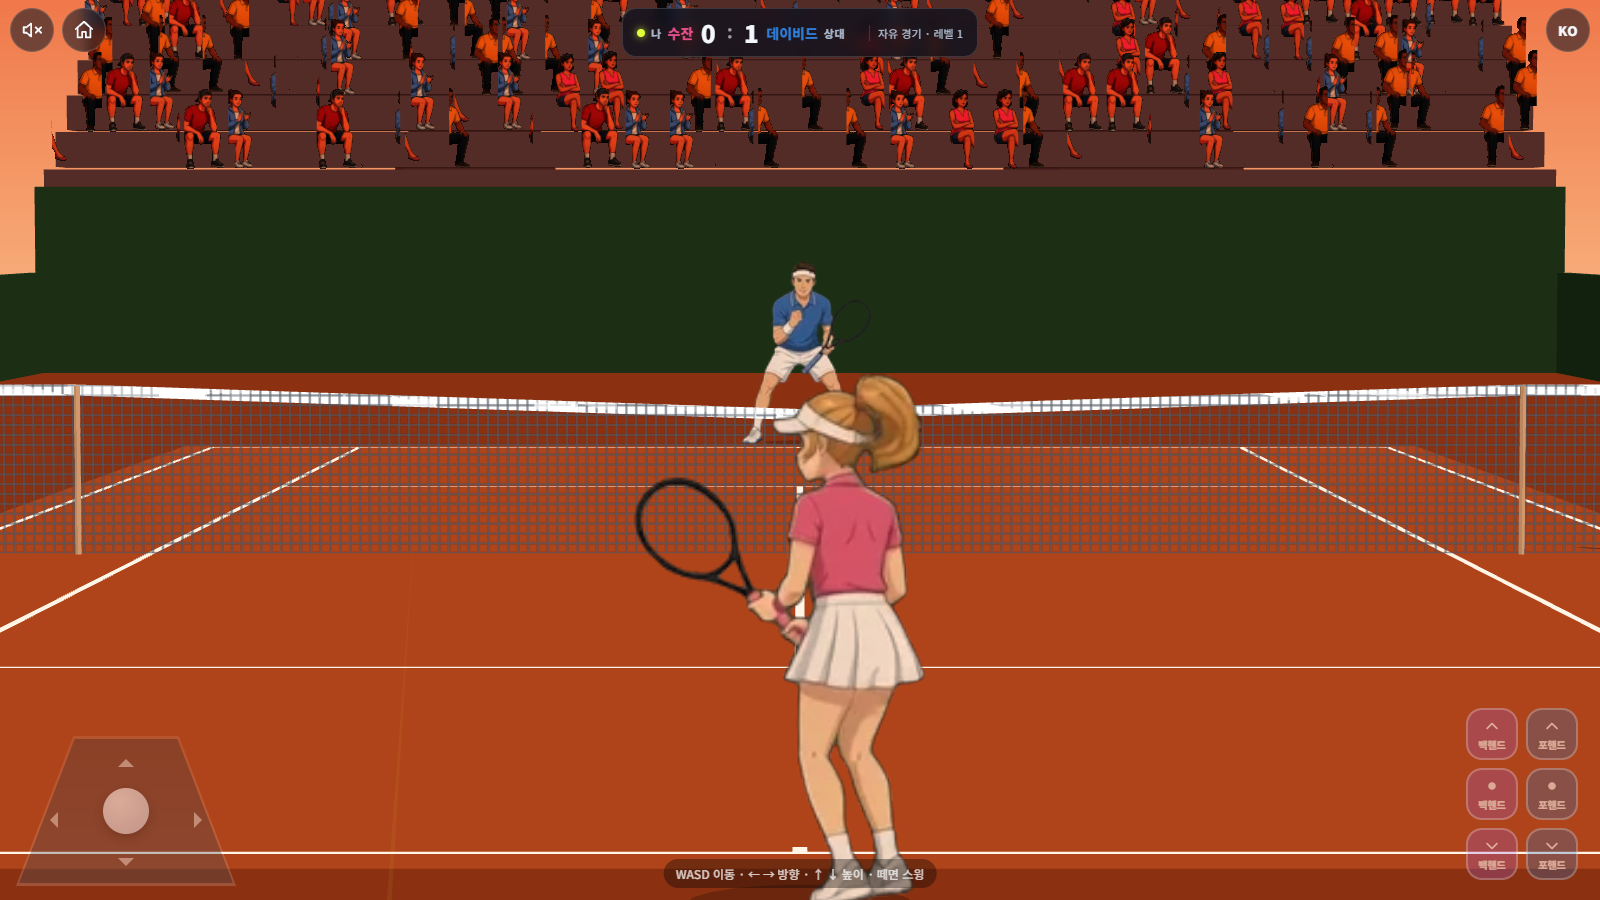 나 수잔 0 : 1 데이비드 상대 자유 경기 · 레벨 1
KO
백핸드 포핸드
백핸드 포핸드
백핸드 포핸드
WASD 이동 · ←→ 방향 · ↑↓ 높이 · 떼면 스윙